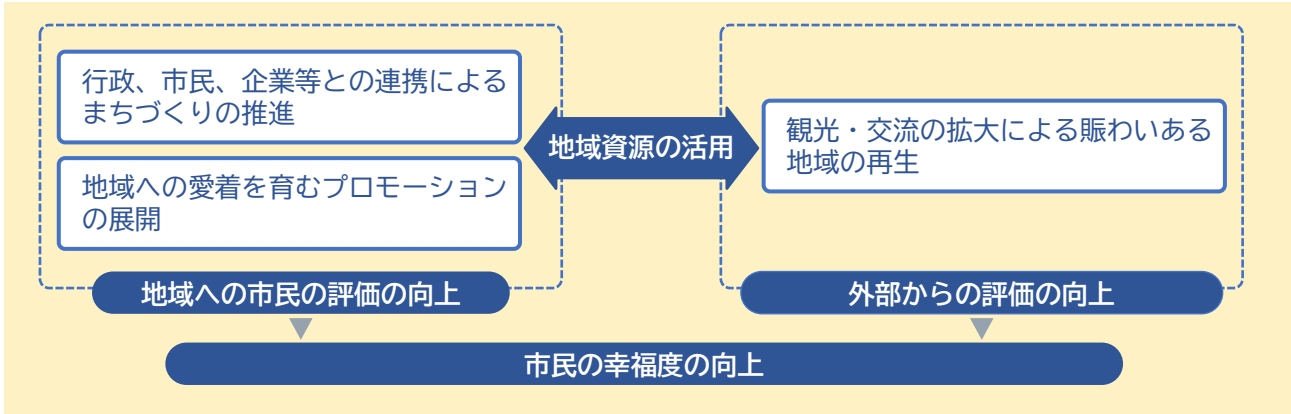 行政、市民、企業等との連携による
まちづくりの推進
地域への愛着を育むプロモーション
の展開
地域資源の活用
観光・交流の拡大による賑わいある
地域の再生
地域への市民の評価の向上
外部からの評価の向上
市民の幸福度の向上